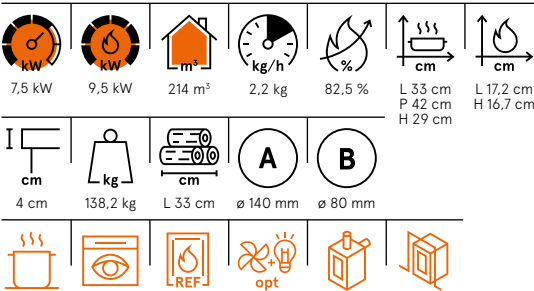 kW kW m³ kg/h % cm cm
7,5 kW 9,5 kW 214 m³ 2,2 kg 82,5 % L 33 cm L 17,2 cm
P 42 cm H 16,7 cm
H 29 cm
cm kg cm A B
4 cm 138,2 kg L 33 cm ø 140 mm ø 80 mm
REF + opt